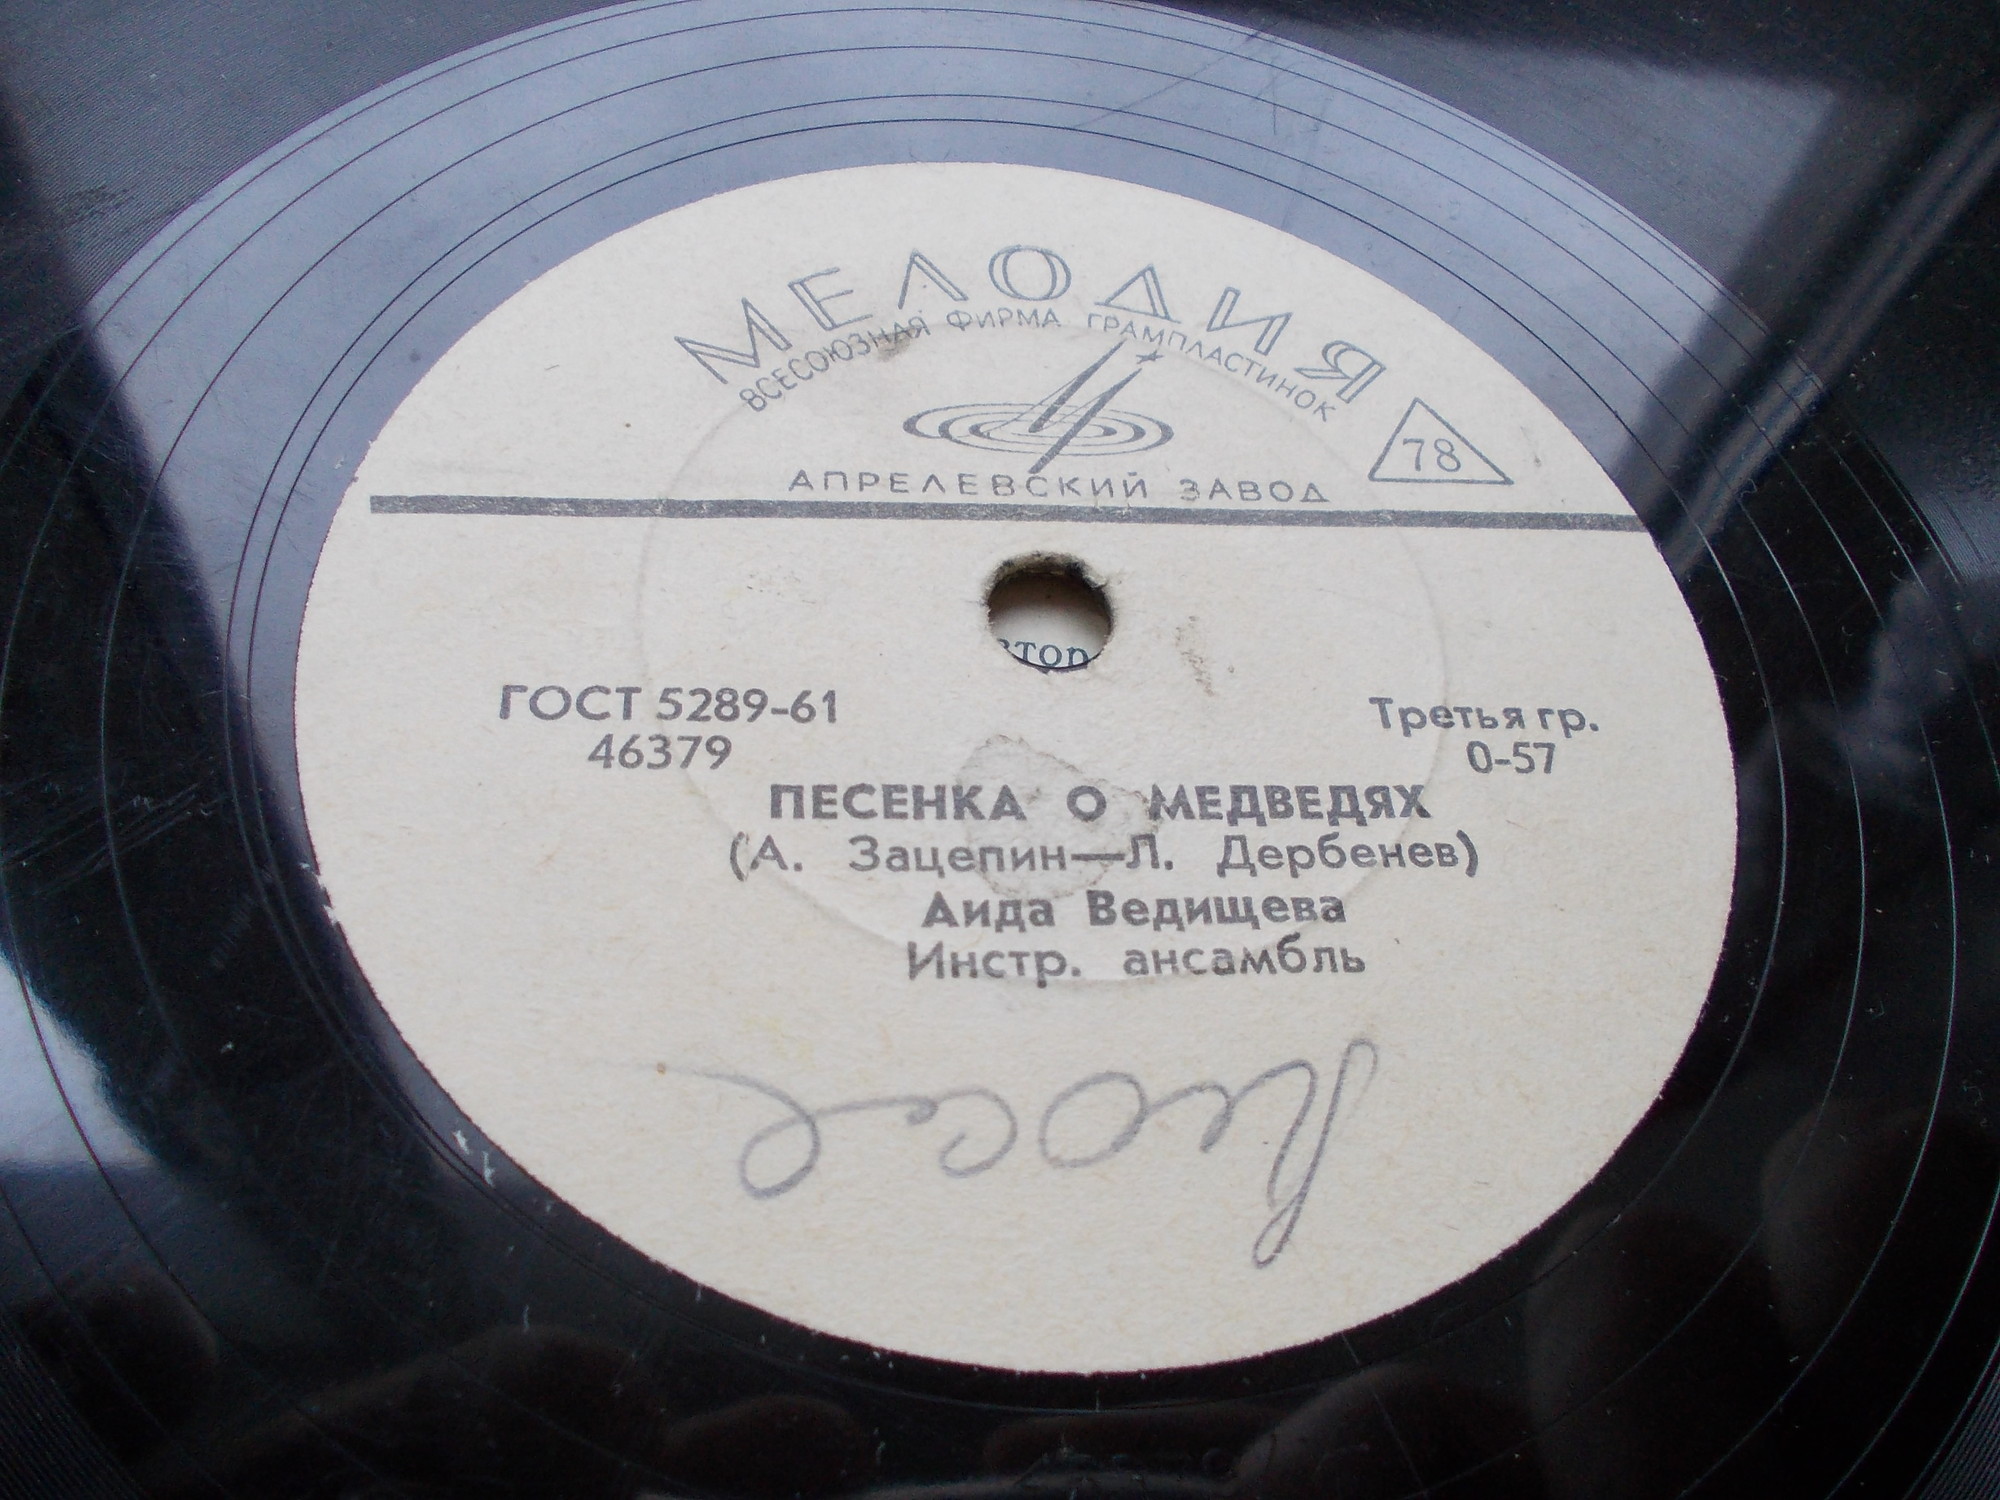 МЕЛОДИЯ
ВСЕСОЮЗНАЯ ФИРМА ГРАМПЛАСТИНОК
78
АПРЕЛЕВСКИЙ ЗАВОД
ГОСТ 5289-61
Третья гр.
46379
0-57
ПЕСЕНКА О МЕДВЕДЯХ
(А. Зацепин—Л. Дербенев)
Аида Ведищева
Инстр. ансамбль